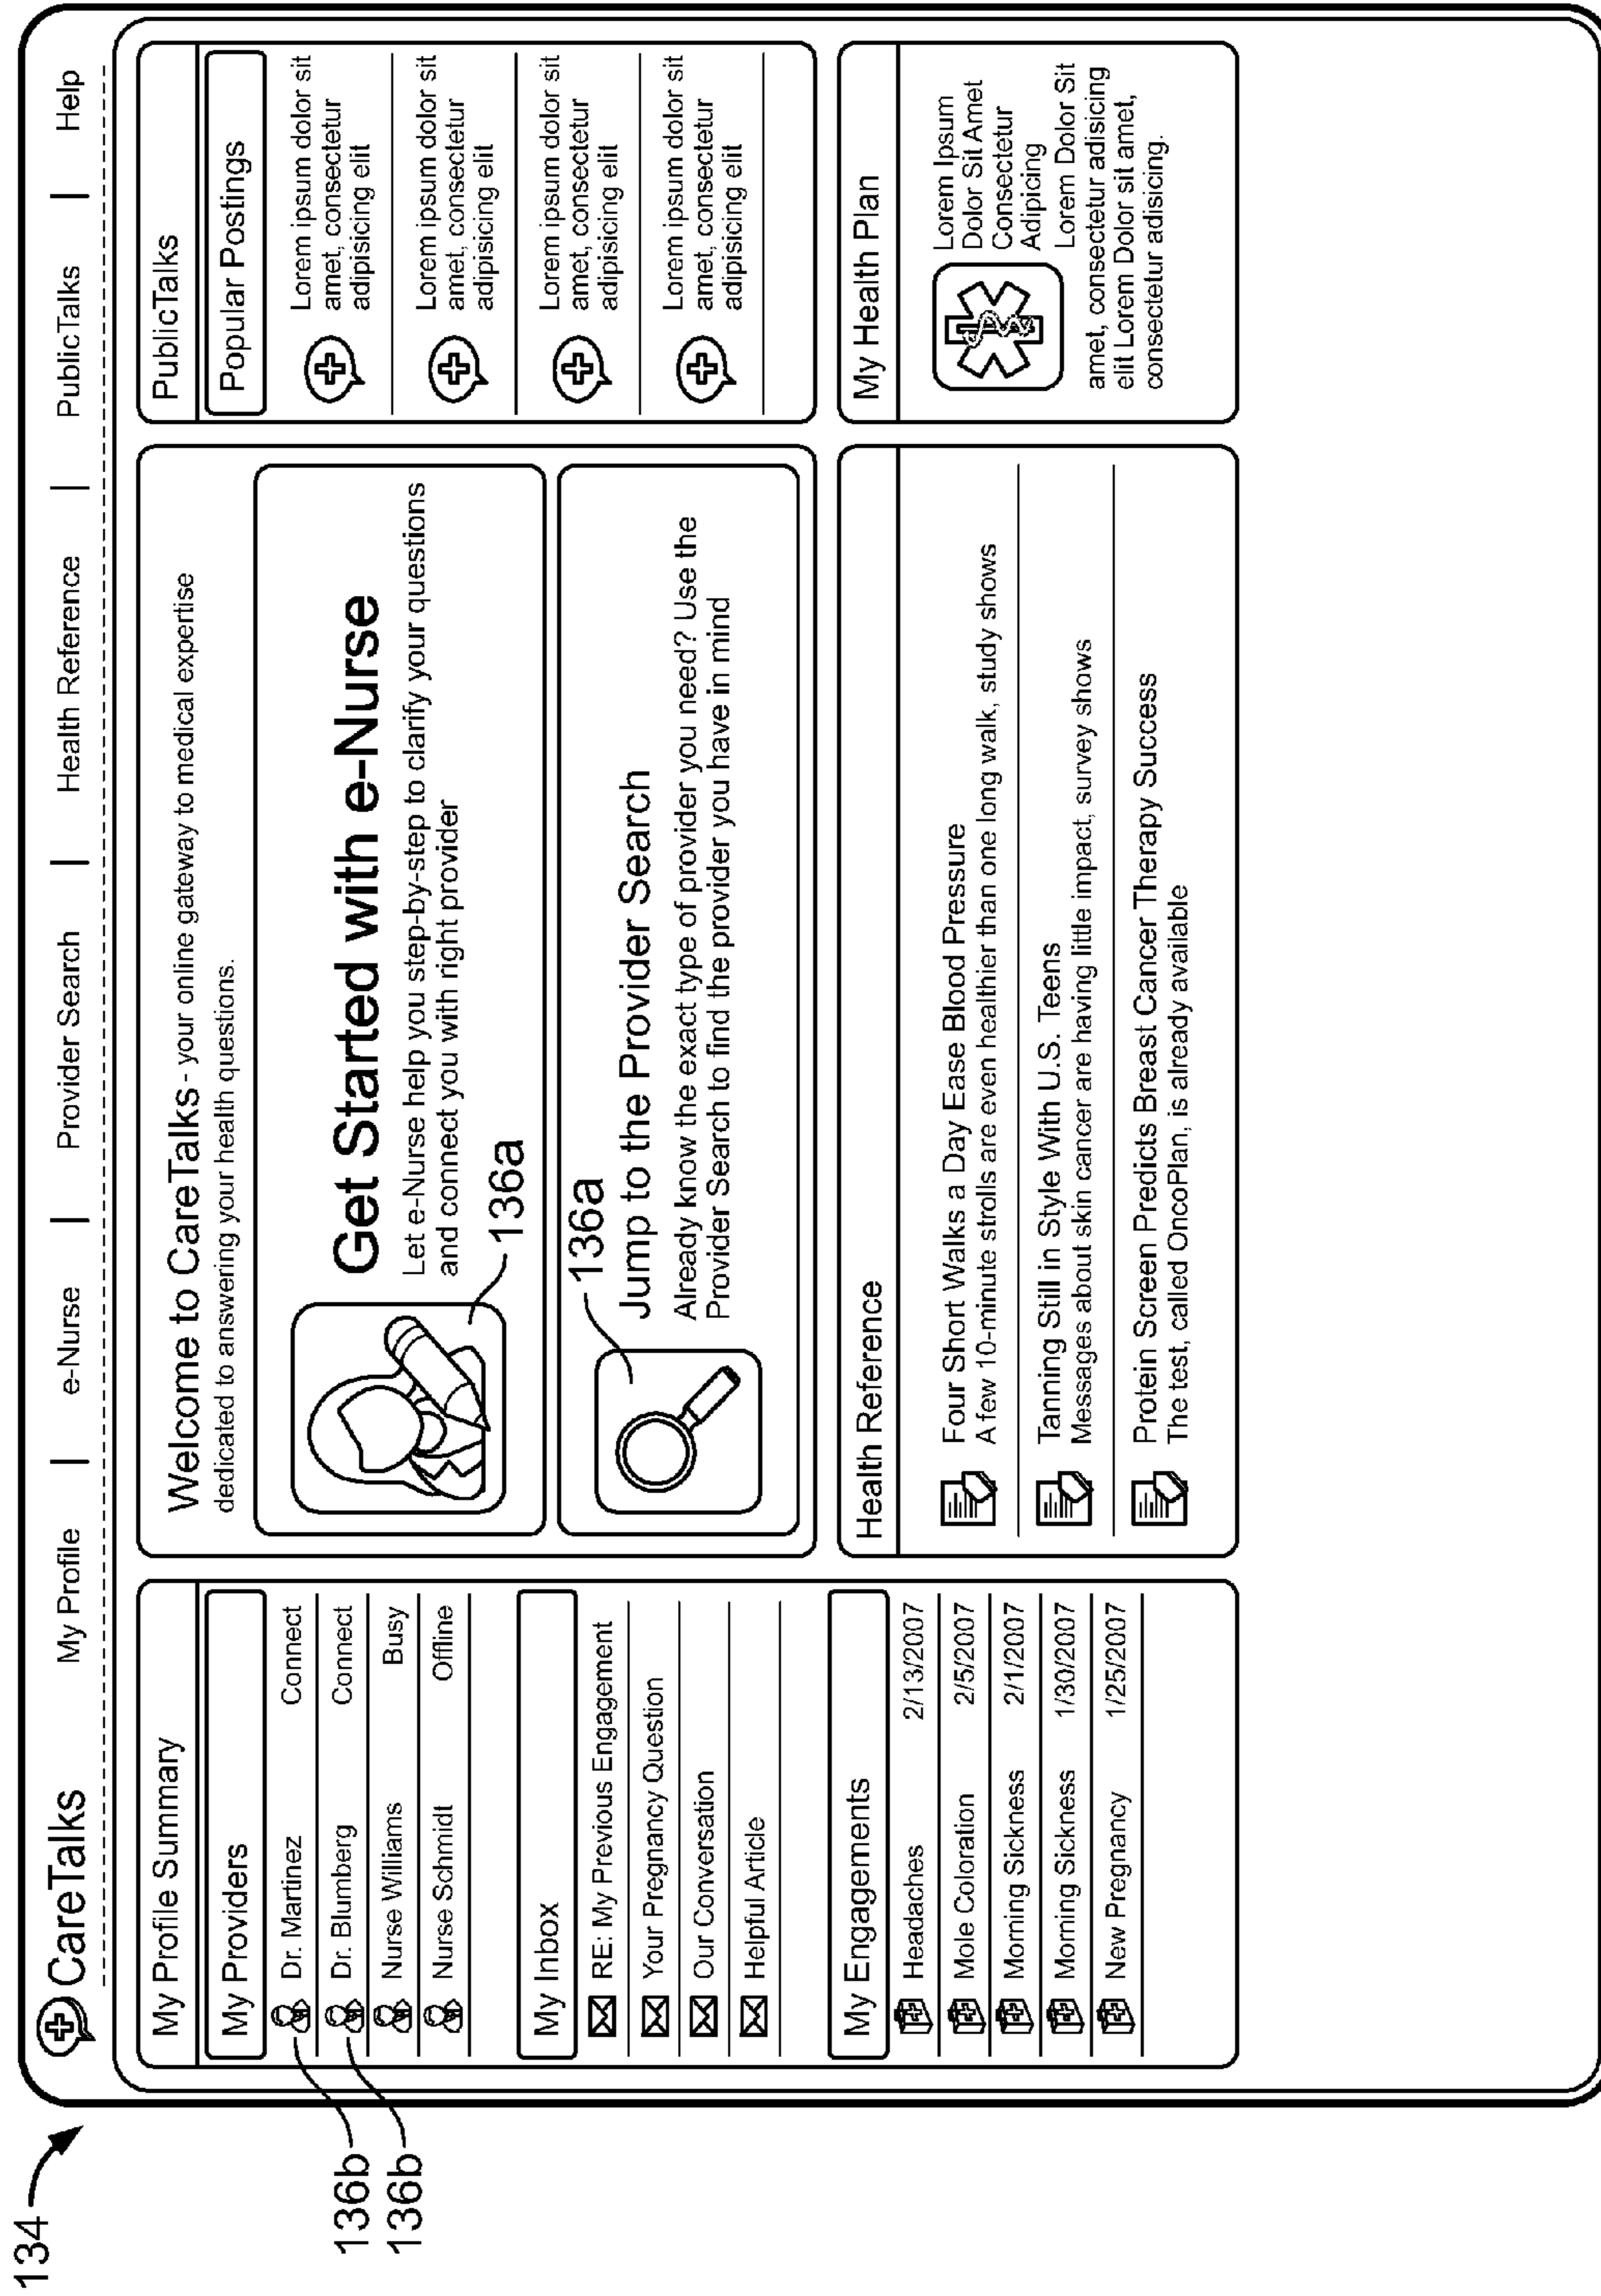 134
CareTalks
My Profile | e-Nurse | Provider Search | Health Reference | PublicTalks | Help
My Profile Summary
My Providers
Dr. Martinez Connect
Dr. Blumberg Connect
Nurse Williams Busy
Nurse Schmidt Offline
136b
136b
My Inbox
RE: My Previous Engagement
Your Pregnancy Question
Our Conversation
Helpful Article
My Engagements
Headaches 2/13/2007
Mole Coloration 2/5/2007
Morning Sickness 2/1/2007
Morning Sickness 1/30/2007
New Pregnancy 1/25/2007
Welcome to CareTalks - your online gateway to medical expertise
dedicated to answering your health questions.
Get Started with e-Nurse
Let e-Nurse help you step-by-step to clarify your questions
and connect you with right provider
136a
136a
Jump to the Provider Search
Already know the exact type of provider you need? Use the
Provider Search to find the provider you have in mind
Health Reference
Four Short Walks a Day Ease Blood Pressure
A few 10-minute strolls are even healthier than one long walk, study shows
Tanning Still in Style With U.S. Teens
Messages about skin cancer are having little impact, survey shows
Protein Screen Predicts Breast Cancer Therapy Success
The test, called OncoPlan, is already available
PublicTalks
Popular Postings
Lorem ipsum dolor sit
amet, consectetur
adipisicing elit
Lorem ipsum dolor sit
amet, consectetur
adipisicing elit
Lorem ipsum dolor sit
amet, consectetur
adipisicing elit
Lorem ipsum dolor sit
amet, consectetur
adipisicing elit
My Health Plan
Lorem Ipsum
Dolor Sit Amet
Consectetur
Adipicing
Lorem Dolor Sit
amet, consectetur adisicing
elit Lorem Dolor sit amet,
consectetur adisicing.